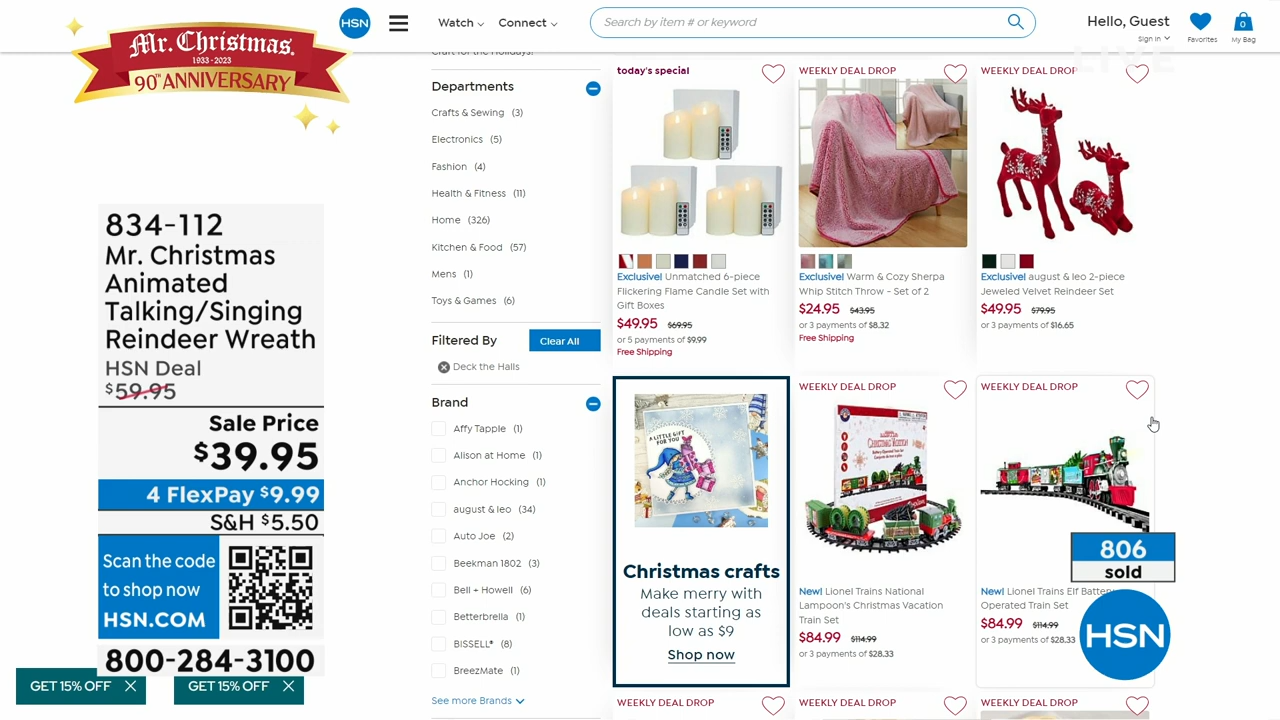 Mr. Christmas.
1933 - 2023
90TH ANNIVERSARY
834-112
Mr. Christmas
Animated
Talking/Singing
Reindeer Wreath
HSN Deal
$59.95
Sale Price
$39.95
4 FlexPay $9.99
S&H $5.50
Scan the code
to shop now
HSN.COM
800-284-3100
GET 15% OFF
GET 15% OFF
HSN
Watch
Connect
Search by item # or keyword
Hello, Guest
Sign in
Favorites
0
My Bag
LIVE
Craft for the Holidays!
Departments
Crafts & Sewing (3)
Electronics (5)
Fashion (4)
Health & Fitness (11)
Home (326)
Kitchen & Food (57)
Mens (1)
Toys & Games (6)
Filtered By
Clear All
Deck the Halls
Brand
Affy Tapple (1)
Alison at Home (1)
Anchor Hocking (1)
august & leo (34)
Auto Joe (2)
Beekman 1802 (3)
Bell + Howell (6)
Betterbrella (1)
BISSELL® (8)
BreezMate (1)
See more Brands
today's special
Exclusive! Unmatched 6-piece
Flickering Flame Candle Set with
Gift Boxes
$49.95 $69.95
or 5 payments of $9.99
Free Shipping
WEEKLY DEAL DROP
Exclusive! Warm & Cozy Sherpa
Whip Stitch Throw - Set of 2
$24.95 $43.95
or 3 payments of $8.32
Free Shipping
WEEKLY DEAL DROP
Exclusive! august & leo 2-piece
Jeweled Velvet Reindeer Set
$49.95 $79.95
or 3 payments of $16.65
A LITTLE GIFT
FOR YOU
Christmas crafts
Make merry with
deals starting as
low as $9
Shop now
WEEKLY DEAL DROP
CHRISTMAS VACATION
New! Lionel Trains National
Lampoon's Christmas Vacation
Train Set
$84.99 $114.99
or 3 payments of $28.33
WEEKLY DEAL DROP
New! Lionel Trains Elf Battery
Operated Train Set
$84.99 $114.99
or 3 payments of $28.33
806
sold
HSN
WEEKLY DEAL DROP
WEEKLY DEAL DROP
WEEKLY DEAL DROP